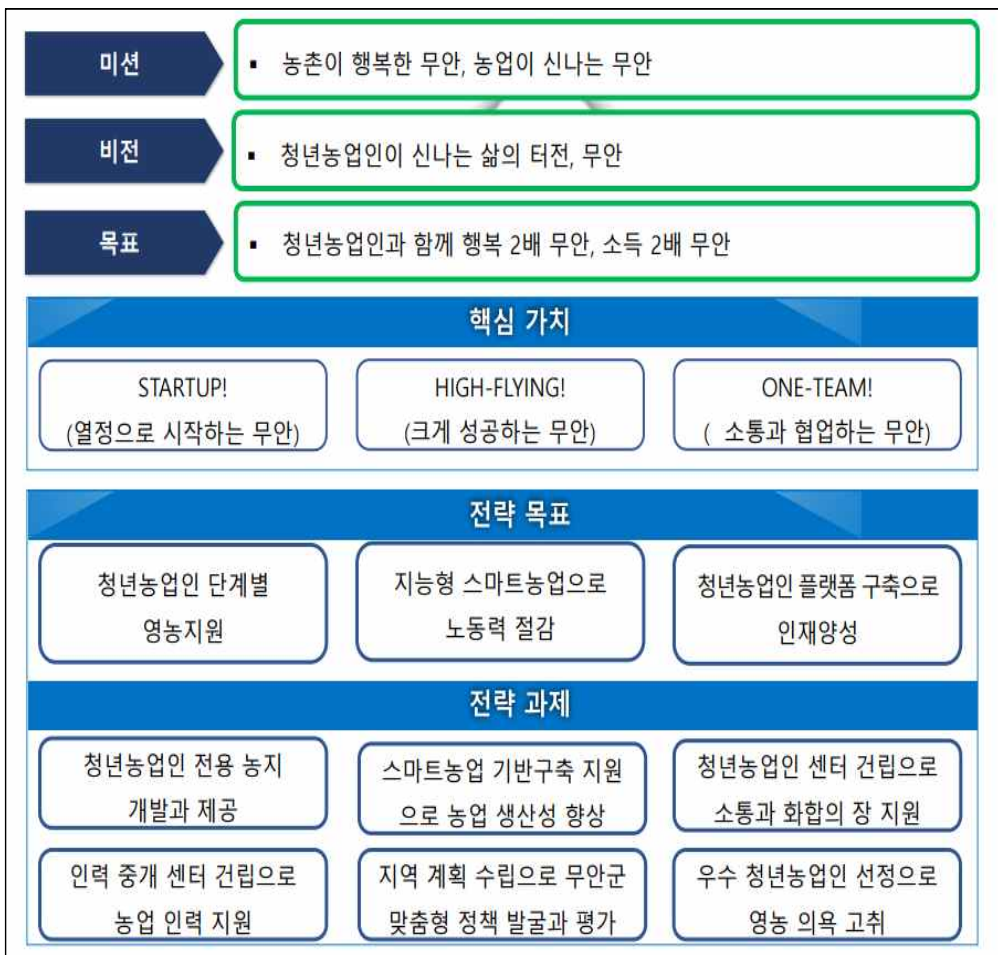 미션
▪ 농촌이 행복한 무안, 농업이 신나는 무안
비전
▪ 청년농업인이 신나는 삶의 터전, 무안
목표
▪ 청년농업인과 함께 행복 2배 무안, 소득 2배 무안
핵심 가치
STARTUP!
(열정으로 시작하는 무안)
HIGH-FLYING!
(크게 성공하는 무안)
ONE-TEAM!
( 소통과 협업하는 무안)
전략 목표
청년농업인 단계별
영농지원
지능형 스마트농업으로
노동력 절감
청년농업인 플랫폼 구축으로
인재양성
전략 과제
청년농업인 전용 농지
개발과 제공
스마트농업 기반구축 지원
으로 농업 생산성 향상
청년농업인 센터 건립으로
소통과 화합의 장 지원
인력 중개 센터 건립으로
농업 인력 지원
지역 계획 수립으로 무안군
맞춤형 정책 발굴과 평가
우수 청년농업인 선정으로
영농 의욕 고취